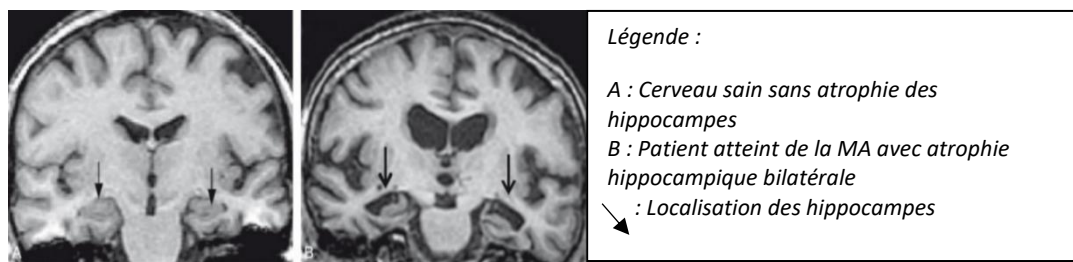 A
B
Légende :
A : Cerveau sain sans atrophie des
hippocampes
B : Patient atteint de la MA avec atrophie
hippocampique bilatérale
: Localisation des hippocampes